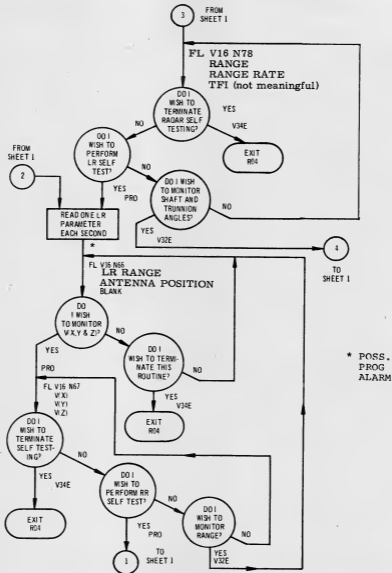 3
FROM
SHEET 1
FL V16 N78
RANGE
RANGE RATE
TFI (not meaningful)
DO I
WISH TO
TERMINATE
RADAR SELF
TESTING?
NO
YES
V34E
EXIT
R04
FROM
SHEET 1
2
DO I
WISH TO
PERFORM
LR SELF
TEST?
NO
YES
PRO
DO I WISH
TO MONITOR
SHAFT AND
TRUNNION
ANGLES?
NO
YES
V32E
4
TO
SHEET 1
READ ONE LR
PARAMETER
EACH SECOND
*
FL V16 N66
LR RANGE
ANTENNA POSITION
BLANK
DO
I WISH
TO MONITOR
V(X,Y & Z)?
NO
YES
PRO
DO I
WISH TO TERMI-
NATE THIS
ROUTINE?
NO
YES
V34E
EXIT
R04
* POSS.
PROG
ALARM
FL V16 N67
V(X)
V(Y)
V(Z)
DO I
WISH TO
TERMINATE
SELF TEST-
ING?
NO
YES
V34E
EXIT
R04
DO I
WISH TO
PERFORM RR
SELF TEST?
NO
YES
PRO
1
TO
SHEET 1
DO I
WISH TO
MONITOR
RANGE?
NO
YES
V32E